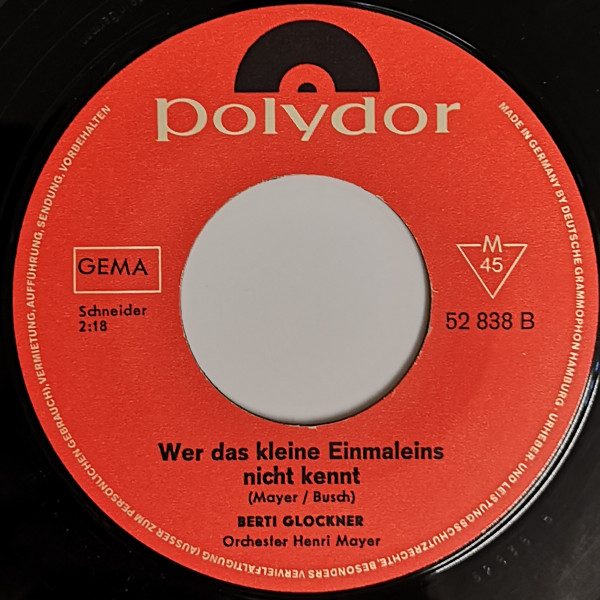 polydor
GEMA
Schneider
2:18
M
45
52 838 B
Wer das kleine Einmaleins
nicht kennt
(Mayer / Busch)
BERTI GLOCKNER
Orchester Henri Mayer
MADE IN GERMANY BY DEUTSCHE GRAMMOPHON HAMBURG · URHEBER- UND LEISTUNGSSCHUTZRECHTE, BESONDERS VERVIELFÄLTIGUNG (AUSSER ZUM PERSÖNLICHEN GEBRAUCH), VERMIETUNG, AUFFÜHRUNG, SENDUNG, VORBEHALTEN